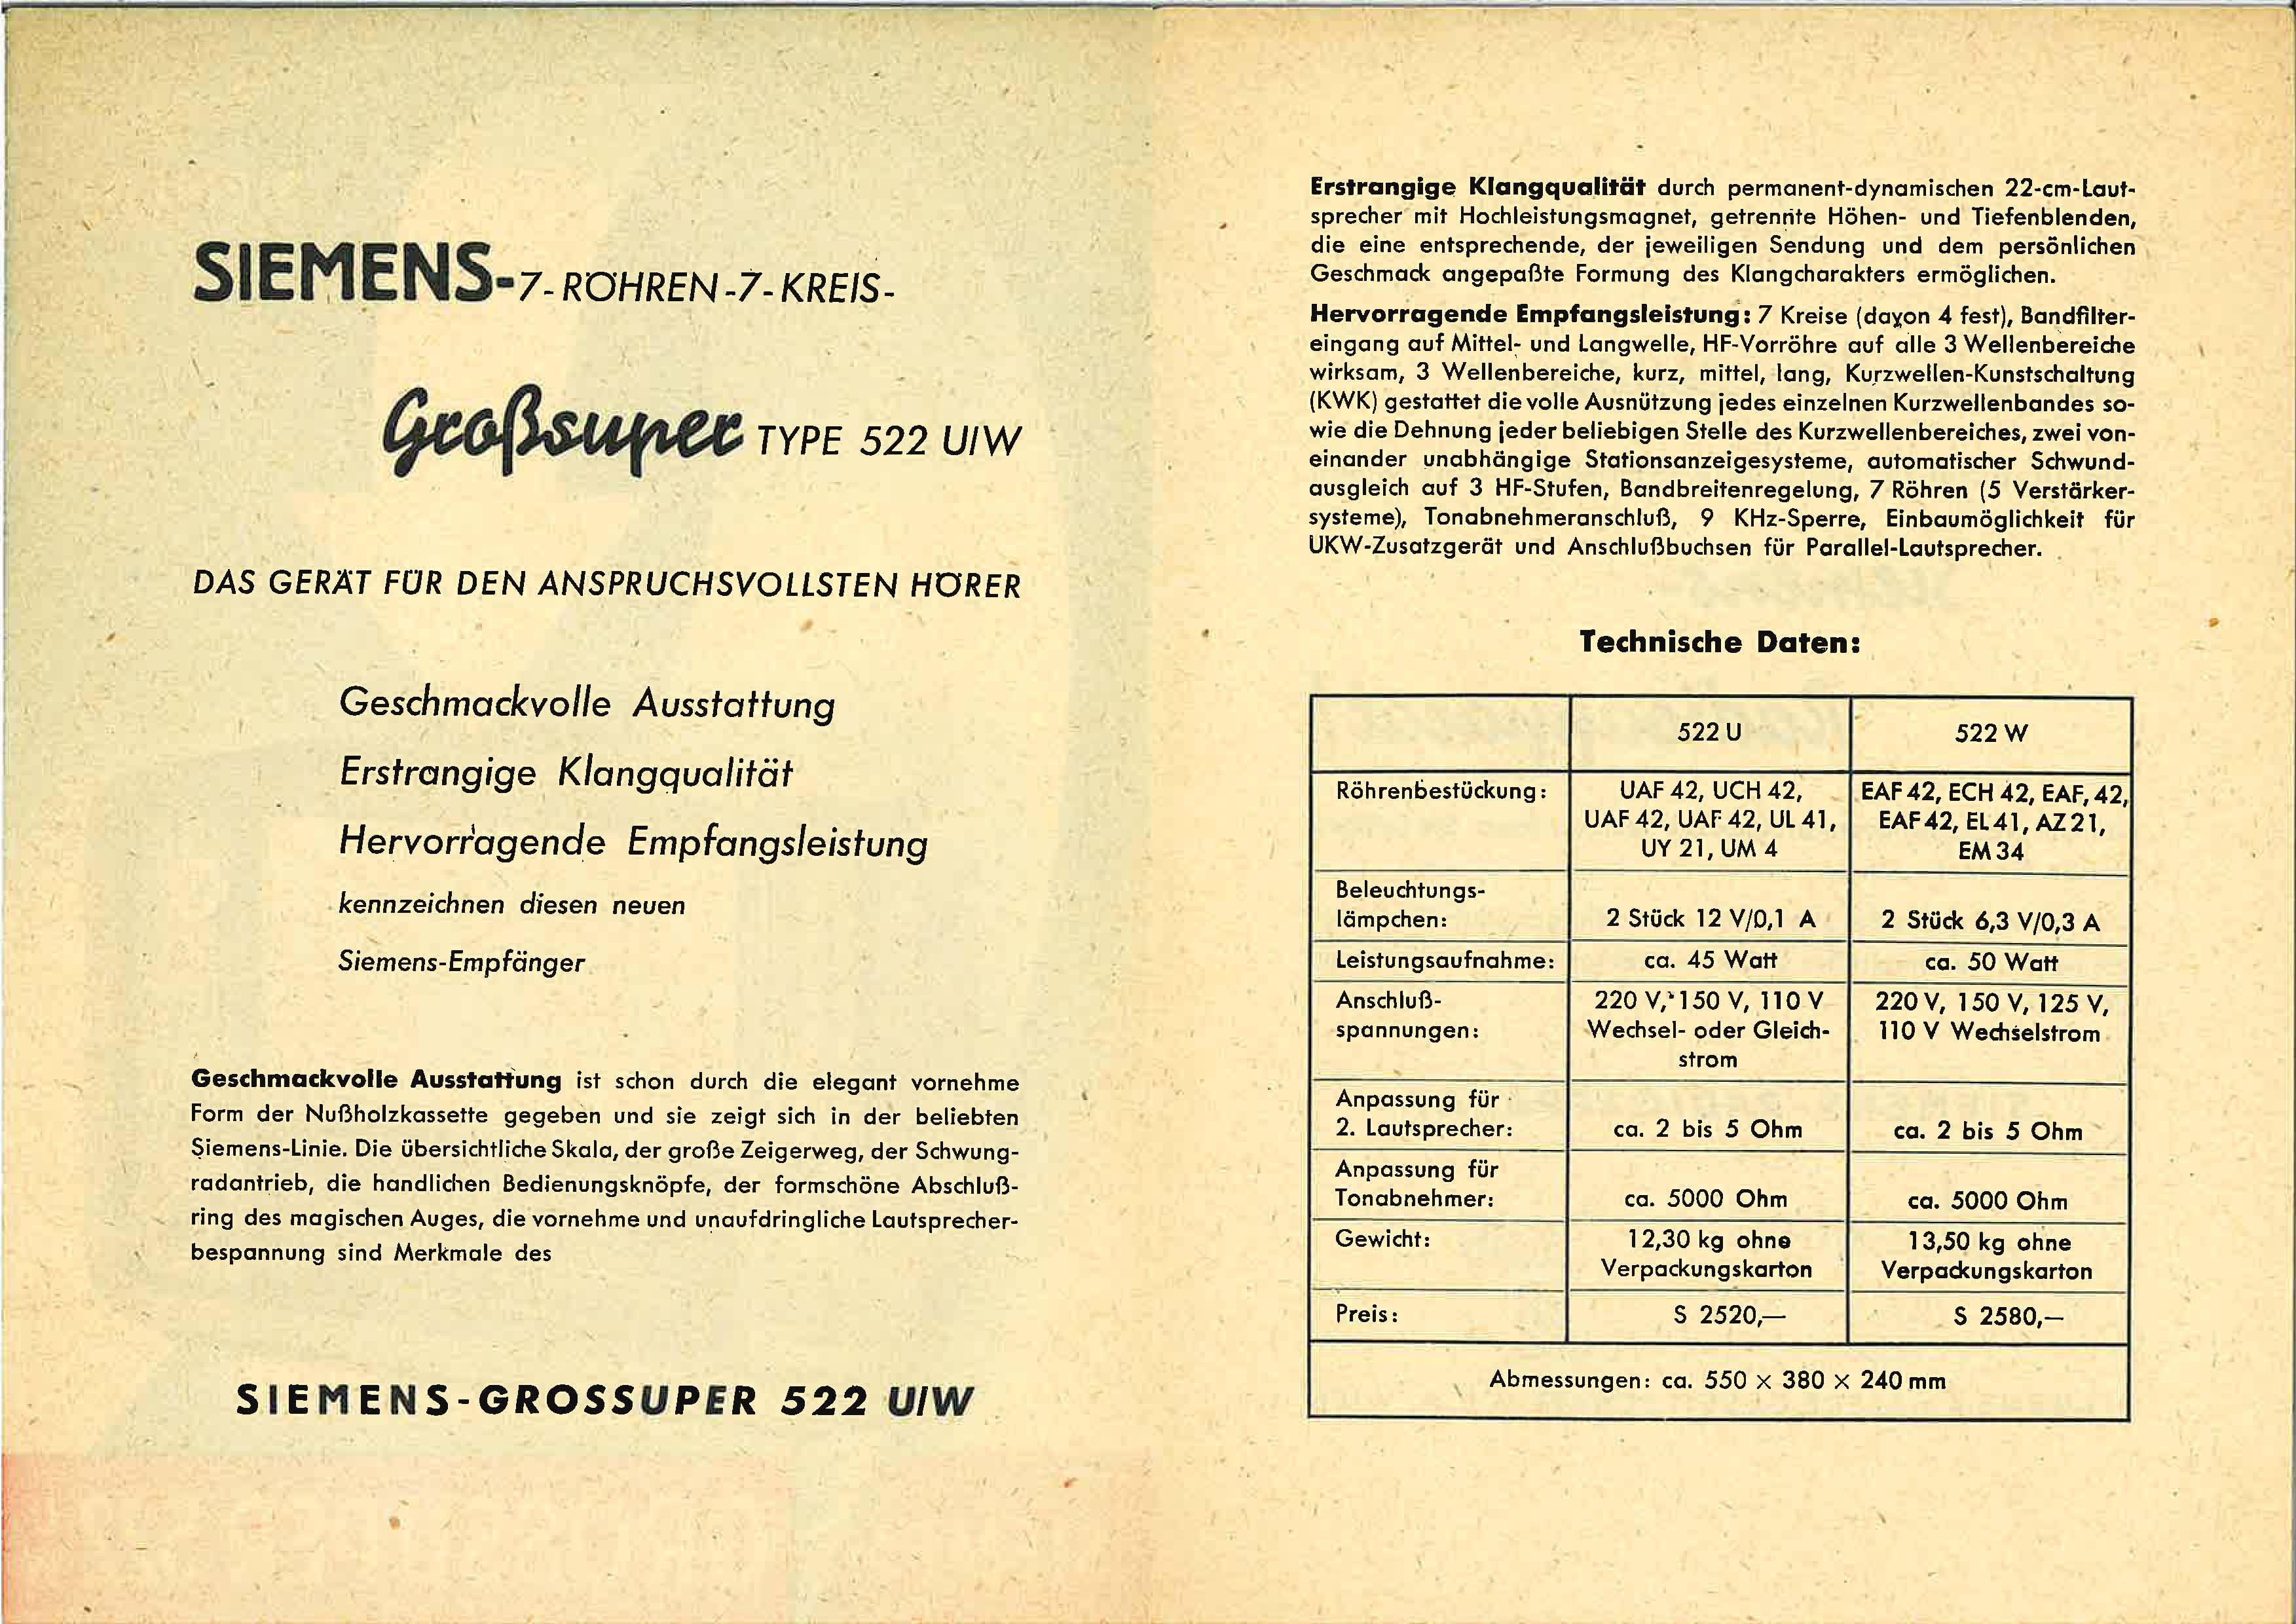 SIEMENS-7-RÖHREN-7-KREIS-
Großsuper TYPE 522 U/W
DAS GERÄT FÜR DEN ANSPRUCHSVOLLSTEN HÖRER
Geschmackvolle Ausstattung
Erstrangige Klangqualität
Hervorragende Empfangsleistung
kennzeichnen diesen neuen
Siemens-Empfänger
Geschmackvolle Ausstattung ist schon durch die elegant vornehme
Form der Nußholzkassette gegeben und sie zeigt sich in der beliebten
Siemens-Linie. Die übersichtliche Skala, der große Zeigerweg, der Schwung-
radantrieb, die handlichen Bedienungsknöpfe, der formschöne Abschluß-
ring des magischen Auges, die vornehme und unaufdringliche Lautsprecher-
bespannung sind Merkmale des
SIEMENS-GROSSUPER 522 U/W
Erstrangige Klangqualität durch permanent-dynamischen 22-cm-Laut-
sprecher mit Hochleistungsmagnet, getrennte Höhen- und Tiefenblenden,
die eine entsprechende, der jeweiligen Sendung und dem persönlichen
Geschmack angepaßte Formung des Klangcharakters ermöglichen.
Hervorragende Empfangsleistung: 7 Kreise (davon 4 fest), Bandfilter-
eingang auf Mittel- und Langwelle, HF-Vorröhre auf alle 3 Wellenbereiche
wirksam, 3 Wellenbereiche, kurz, mittel, lang, Kurzwellen-Kunstschaltung
(KWK) gestattet die volle Ausnützung jedes einzelnen Kurzwellenbandes so-
wie die Dehnung jeder beliebigen Stelle des Kurzwellenbereiches, zwei von-
einander unabhängige Stationsanzeigesysteme, automatischer Schwund-
ausgleich auf 3 HF-Stufen, Bandbreitenregelung, 7 Röhren (5 Verstärker-
systeme), Tonabnehmeranschluß, 9 KHz-Sperre, Einbaumöglichkeit für
UKW-Zusatzgerät und Anschlußbuchsen für Parallel-Lautsprecher.
Technische Daten:
522 U 522 W
Röhrenbestückung: UAF 42, UCH 42, EAF 42, ECH 42, EAF, 42,
UAF 42, UAF 42, UL 41, EAF 42, EL 41, AZ 21,
UY 21, UM 4 EM 34
Beleuchtungs-
lämpchen: 2 Stück 12 V/0,1 A 2 Stück 6,3 V/0,3 A
Leistungsaufnahme: ca. 45 Watt ca. 50 Watt
Anschluß- 220 V, 150 V, 110 V 220 V, 150 V, 125 V,
spannungen: Wechsel- oder Gleich- 110 V Wechselstrom
strom
Anpassung für
2. Lautsprecher: ca. 2 bis 5 Ohm ca. 2 bis 5 Ohm
Anpassung für
Tonabnehmer: ca. 5000 Ohm ca. 5000 Ohm
Gewicht: 12,30 kg ohne 13,50 kg ohne
Verpackungskarton Verpackungskarton
Preis: S 2520,— S 2580,—
Abmessungen: ca. 550 × 380 × 240 mm